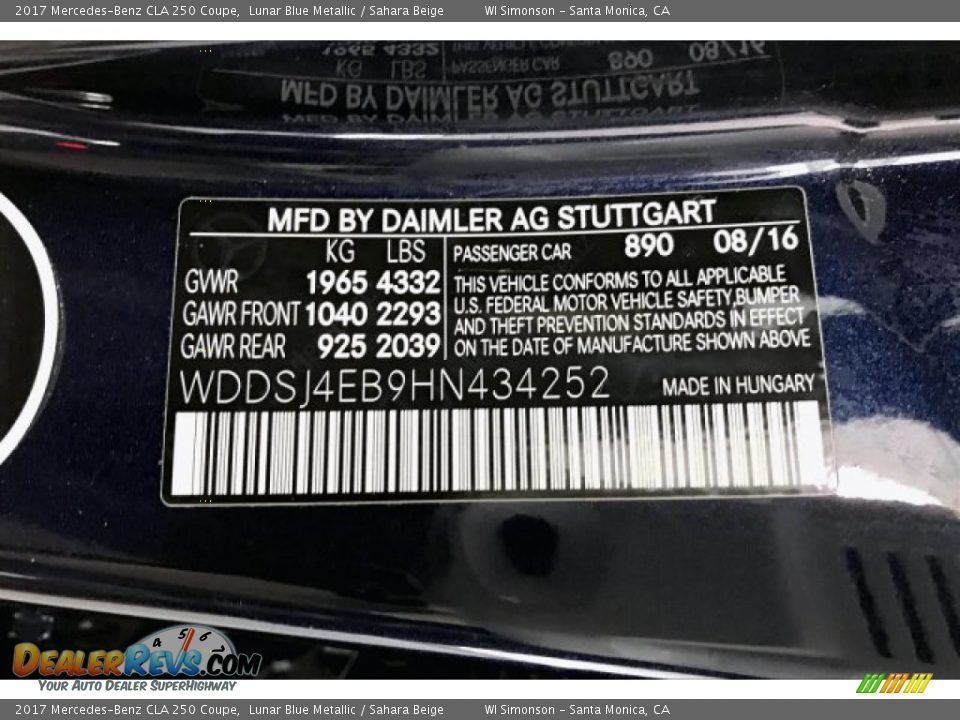 2017 Mercedes-Benz CLA 250 Coupe, Lunar Blue Metallic / Sahara Beige WI Simonson - Santa Monica, CA
MFD BY DAIMLER AG STUTTGART
KG LBS
GVWR 1965 4332
GAWR FRONT 1040 2293
GAWR REAR 925 2039
PASSENGER CAR 890 08/16
THIS VEHICLE CONFORMS TO ALL APPLICABLE
U.S. FEDERAL MOTOR VEHICLE SAFETY, BUMPER
AND THEFT PREVENTION STANDARDS IN EFFECT
ON THE DATE OF MANUFACTURE SHOWN ABOVE
WDDSJ4EB9HN434252 MADE IN HUNGARY
4 5 6
DEALERREVS.COM
YOUR AUTO DEALER SUPERHIGHWAY
2017 Mercedes-Benz CLA 250 Coupe, Lunar Blue Metallic / Sahara Beige WI Simonson - Santa Monica, CA